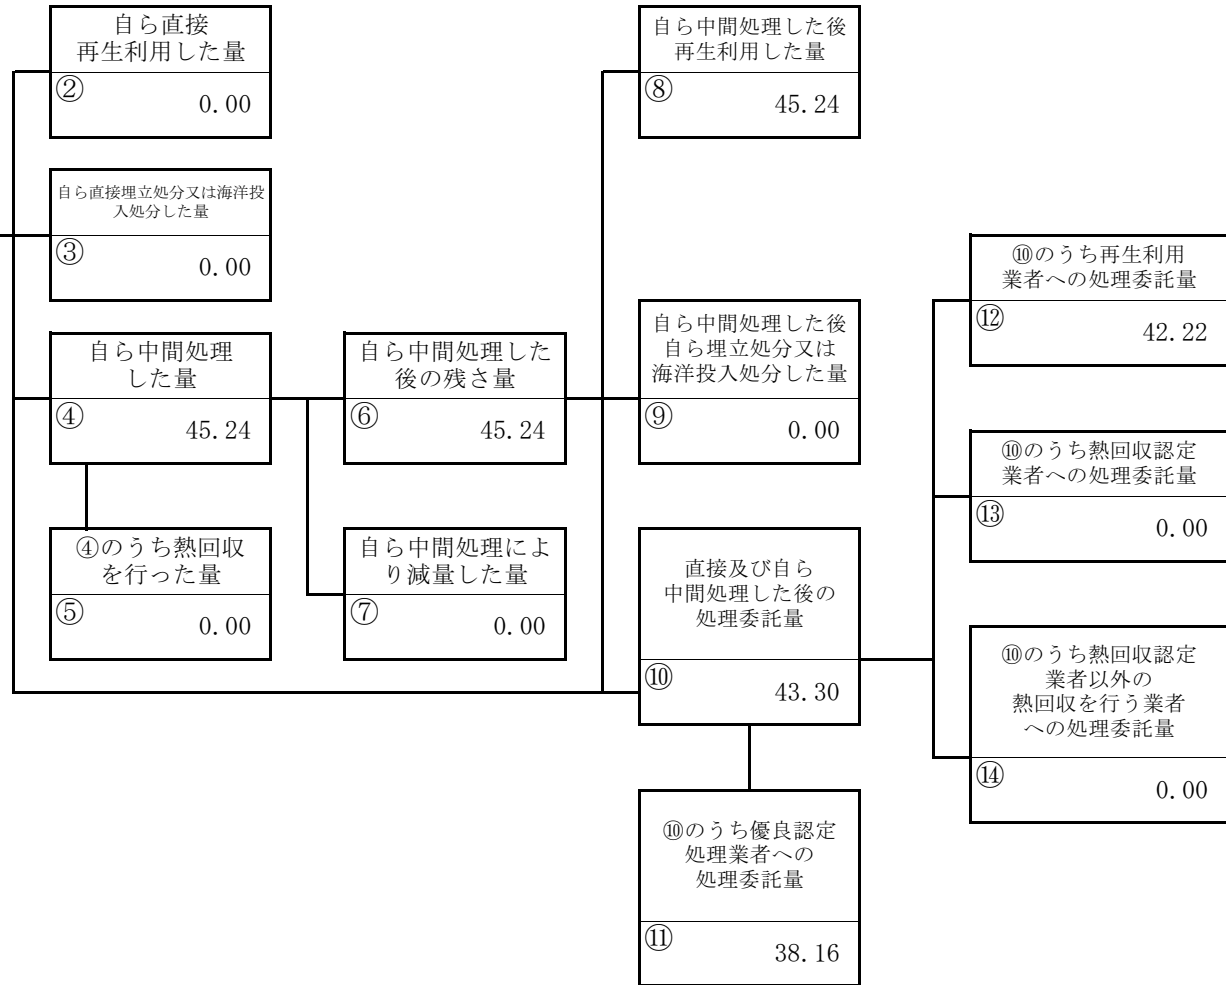 自ら直接
再生利用した量
②
0.00
自ら直接埋立処分又は海洋投
入処分した量
③
0.00
自ら中間処理
した量
④
45.24
④のうち熱回収
を行った量
⑤
0.00
自ら中間処理した
後の残さ量
⑥
45.24
自ら中間処理によ
り減量した量
⑦
0.00
自ら中間処理した後
再生利用した量
⑧
45.24
自ら中間処理した後
自ら埋立処分又は
海洋投入処分した量
⑨
0.00
直接及び自ら
中間処理した後の
処理委託量
⑩
43.30
⑩のうち優良認定
処理業者への
処理委託量
⑪
38.16
⑩のうち再生利用
業者への処理委託量
⑫
42.22
⑩のうち熱回収認定
業者への処理委託量
⑬
0.00
⑩のうち熱回収認定
業者以外の
熱回収を行う業者
への処理委託量
⑭
0.00